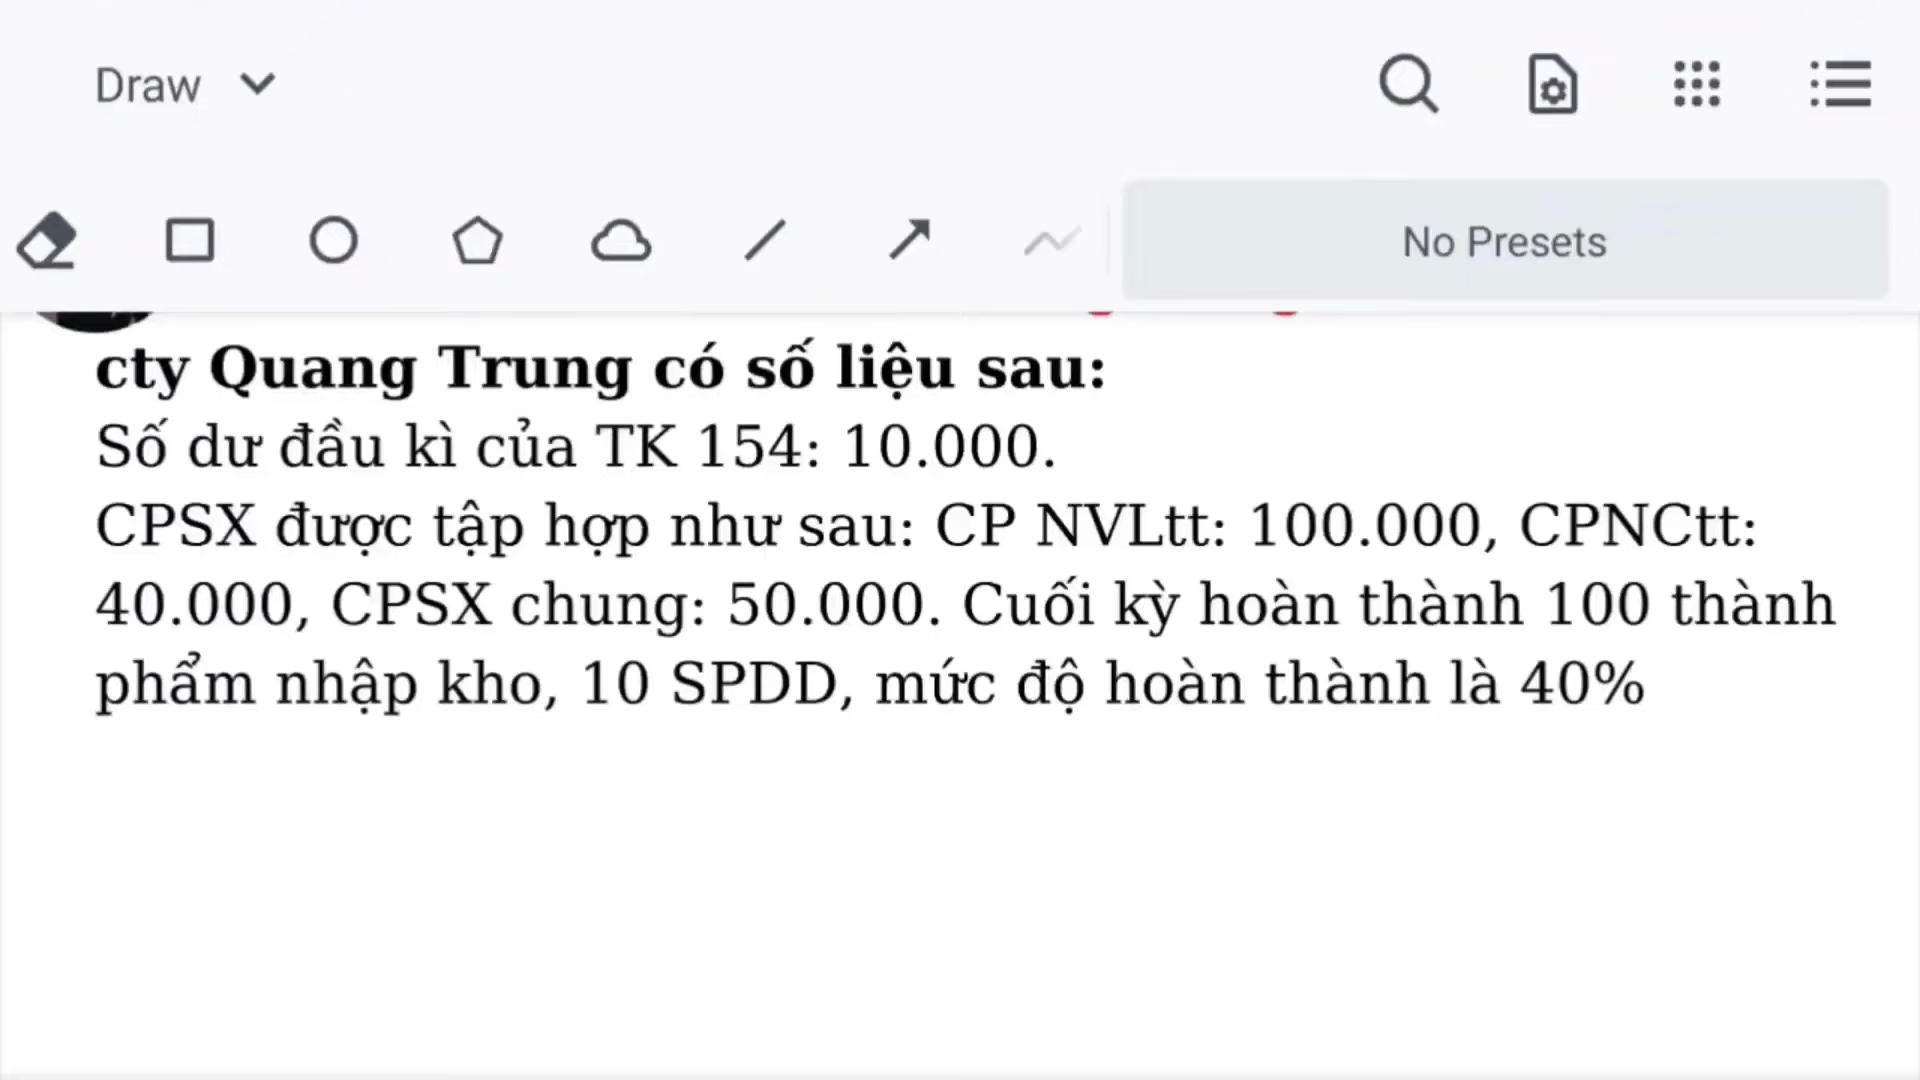 Draw
No Presets
cty Quang Trung có số liệu sau:
Số dư đầu kì của TK 154: 10.000.
CPSX được tập hợp như sau: CP NVLtt: 100.000, CPNCtt:
40.000, CPSX chung: 50.000. Cuối kỳ hoàn thành 100 thành
phẩm nhập kho, 10 SPDD, mức độ hoàn thành là 40%